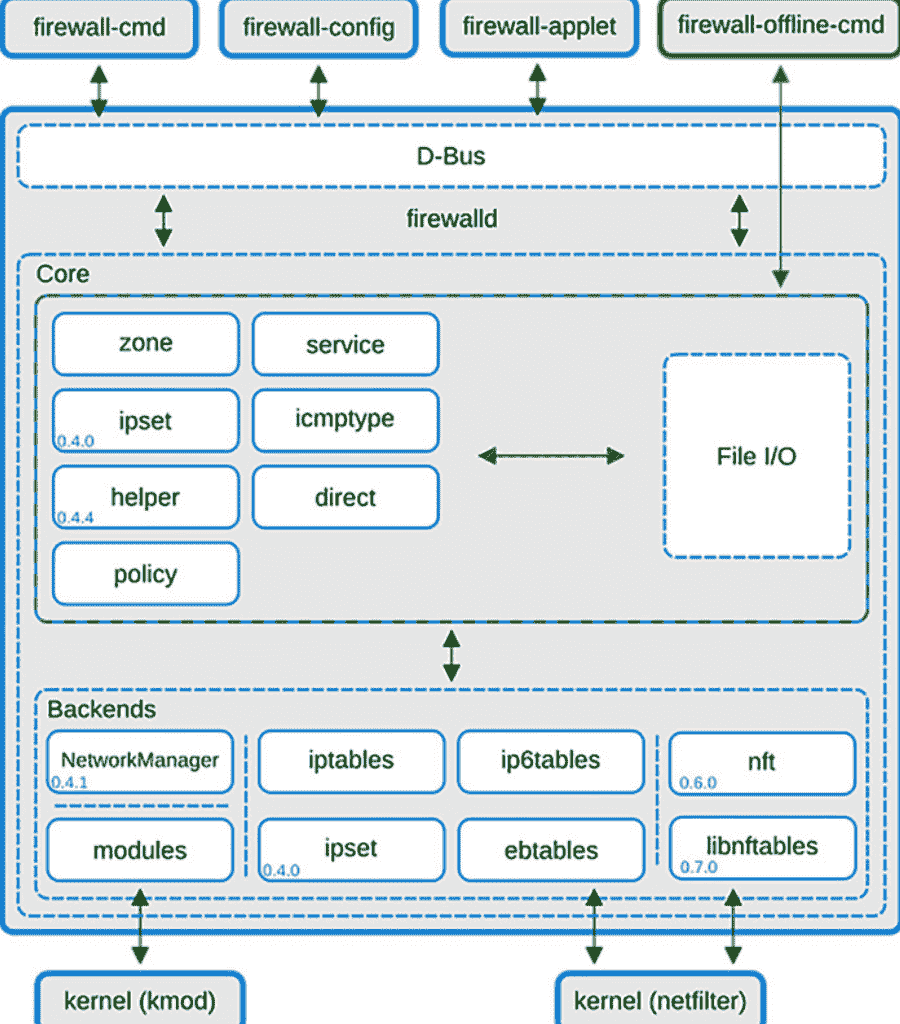 firewall-cmd
firewall-config
firewall-applet
firewall-offline-cmd
D-Bus
firewalld
Core
zone
service
ipset
0.4.0
icmptype
helper
0.4.4
direct
policy
File I/O
Backends
NetworkManager
0.4.1
iptables
ip6tables
nft
0.6.0
modules
ipset
0.4.0
ebtables
libnftables
0.7.0
kernel (kmod)
kernel (netfilter)